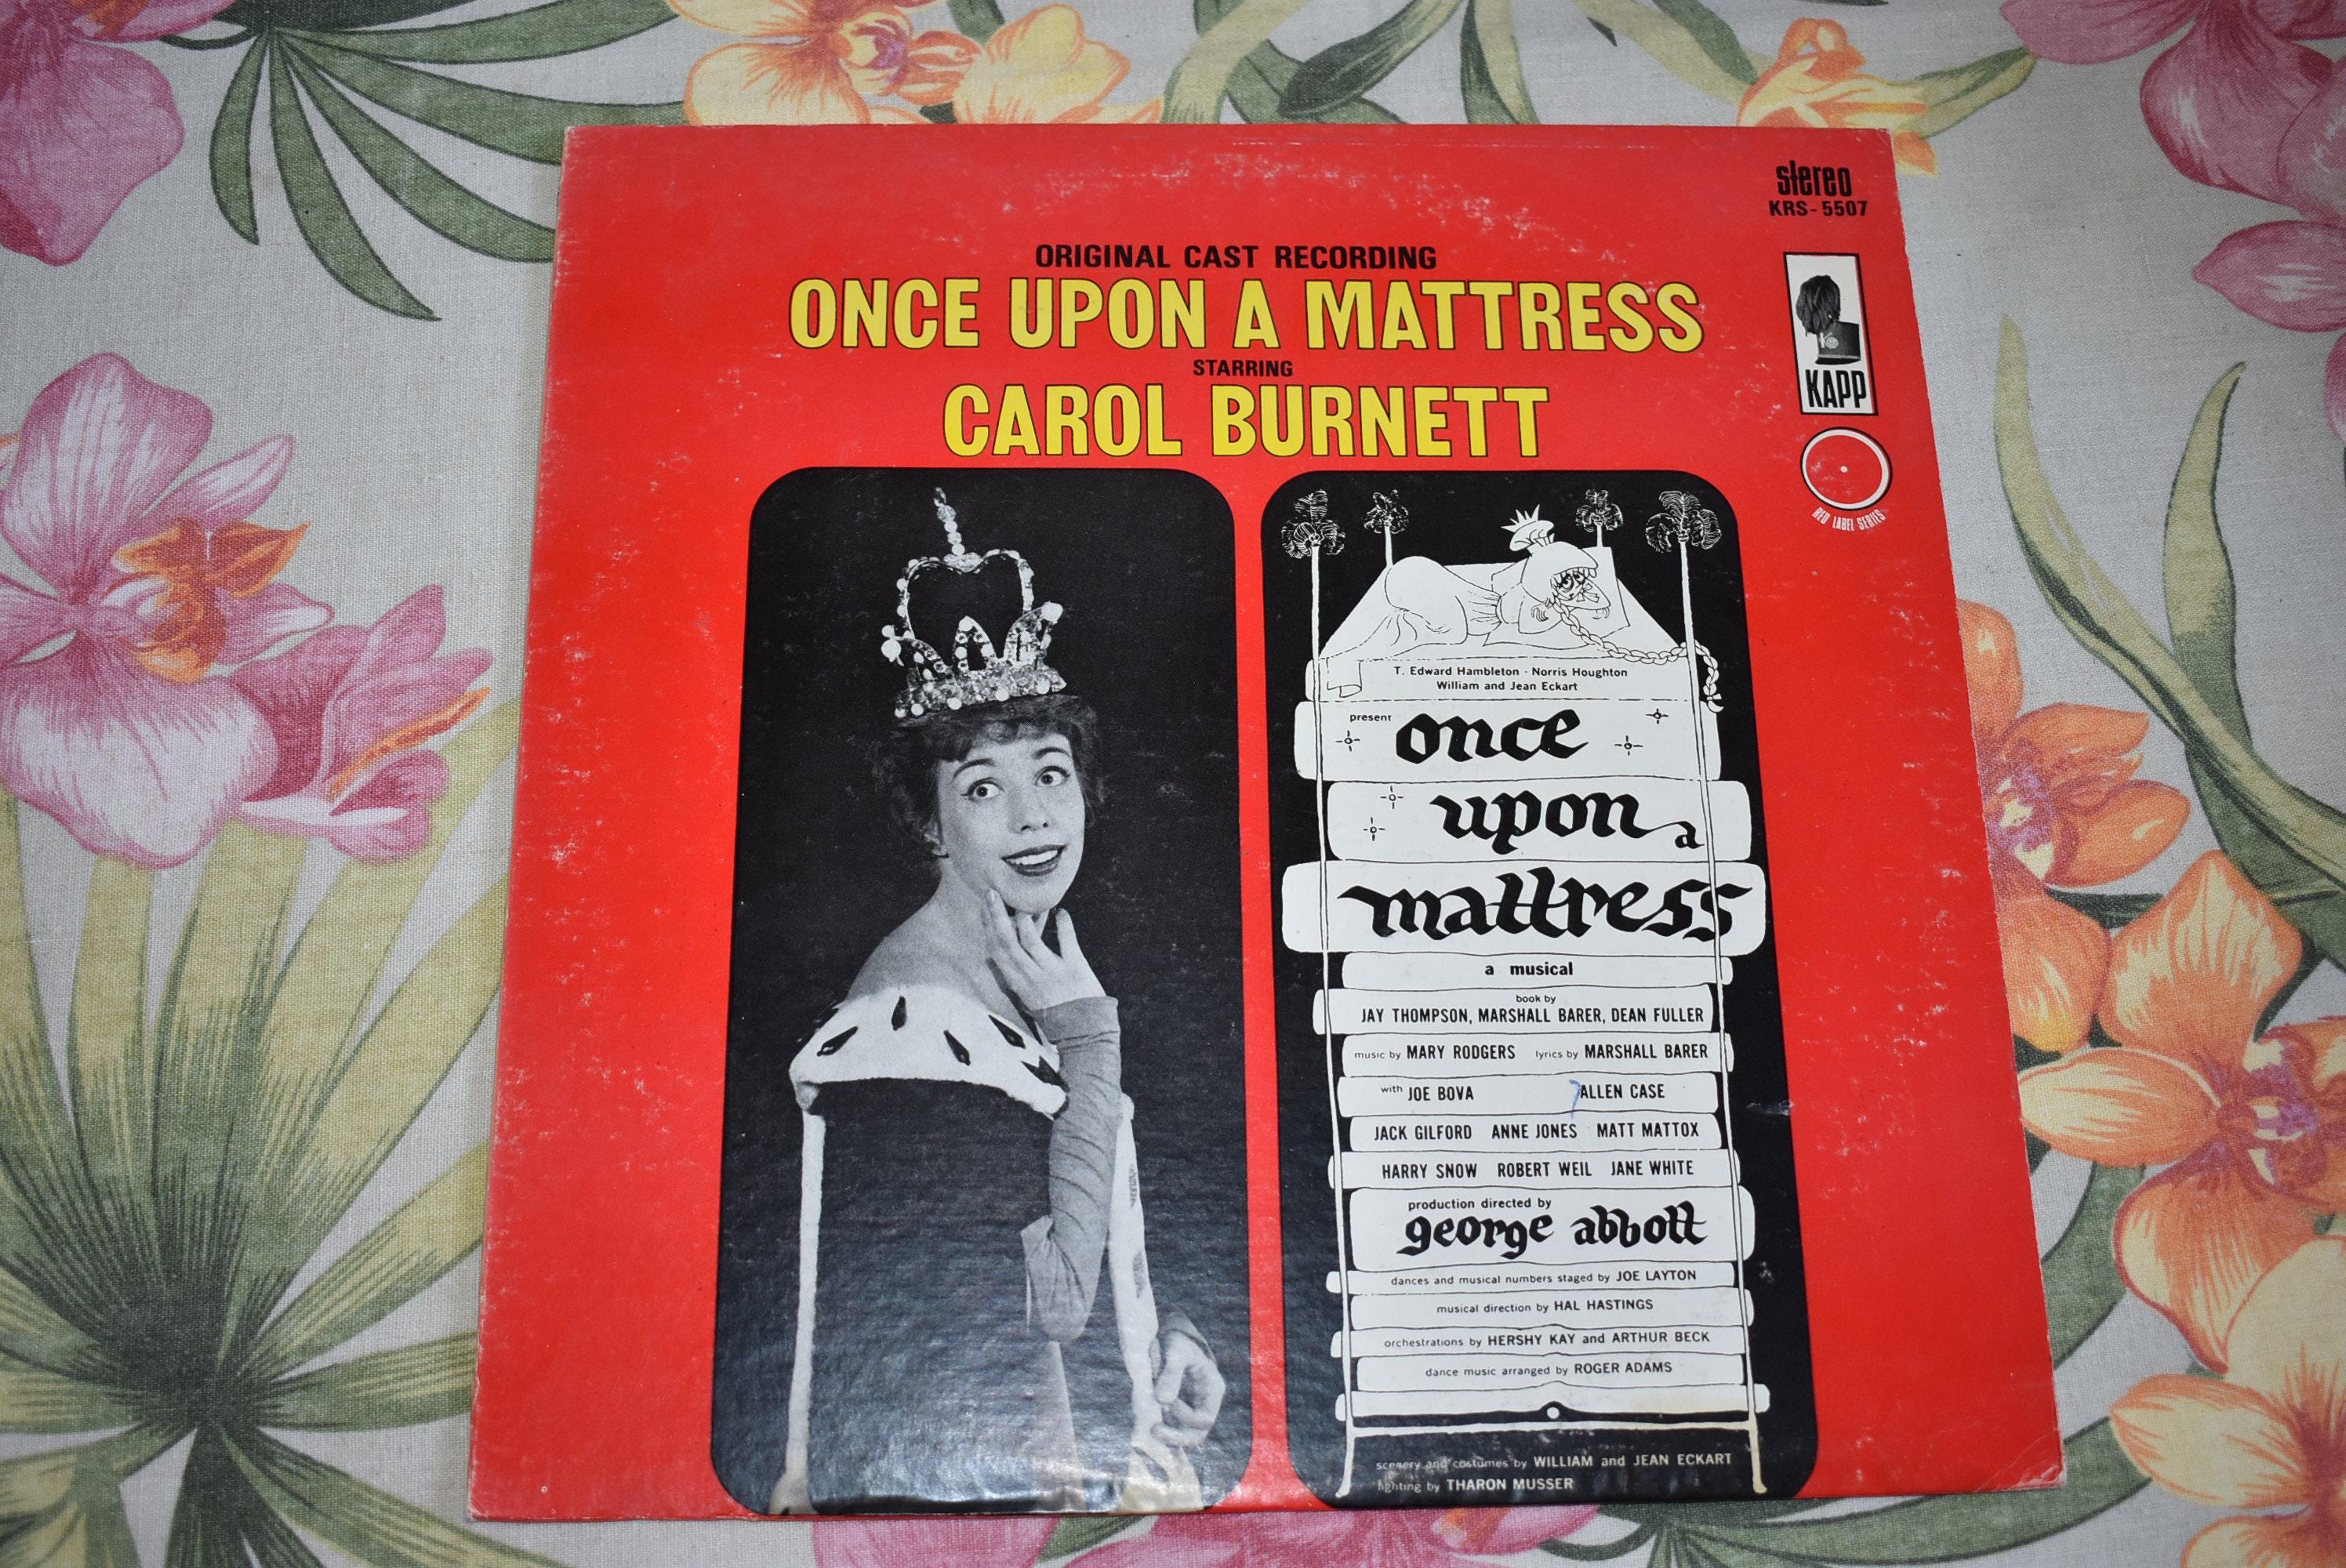 stereo
KRS-5507
ORIGINAL CAST RECORDING
ONCE UPON A MATTRESS
STARRING
CAROL BURNETT
KAPP
RED LABEL SERIES
T. Edward Hambleton · Norris Houghton
William and Jean Eckart
present
once
upon a
mattress
a musical
book by
JAY THOMPSON, MARSHALL BARER, DEAN FULLER
music by MARY RODGERS lyrics by MARSHALL BARER
with JOE BOVA ALLEN CASE
JACK GILFORD ANNE JONES MATT MATTOX
HARRY SNOW ROBERT WEIL JANE WHITE
production directed by
george abbott
dances and musical numbers staged by JOE LAYTON
musical direction by HAL HASTINGS
orchestrations by HERSHY KAY and ARTHUR BECK
dance music arranged by ROGER ADAMS
scenery and costumes by WILLIAM and JEAN ECKART
lighting by THARON MUSSER